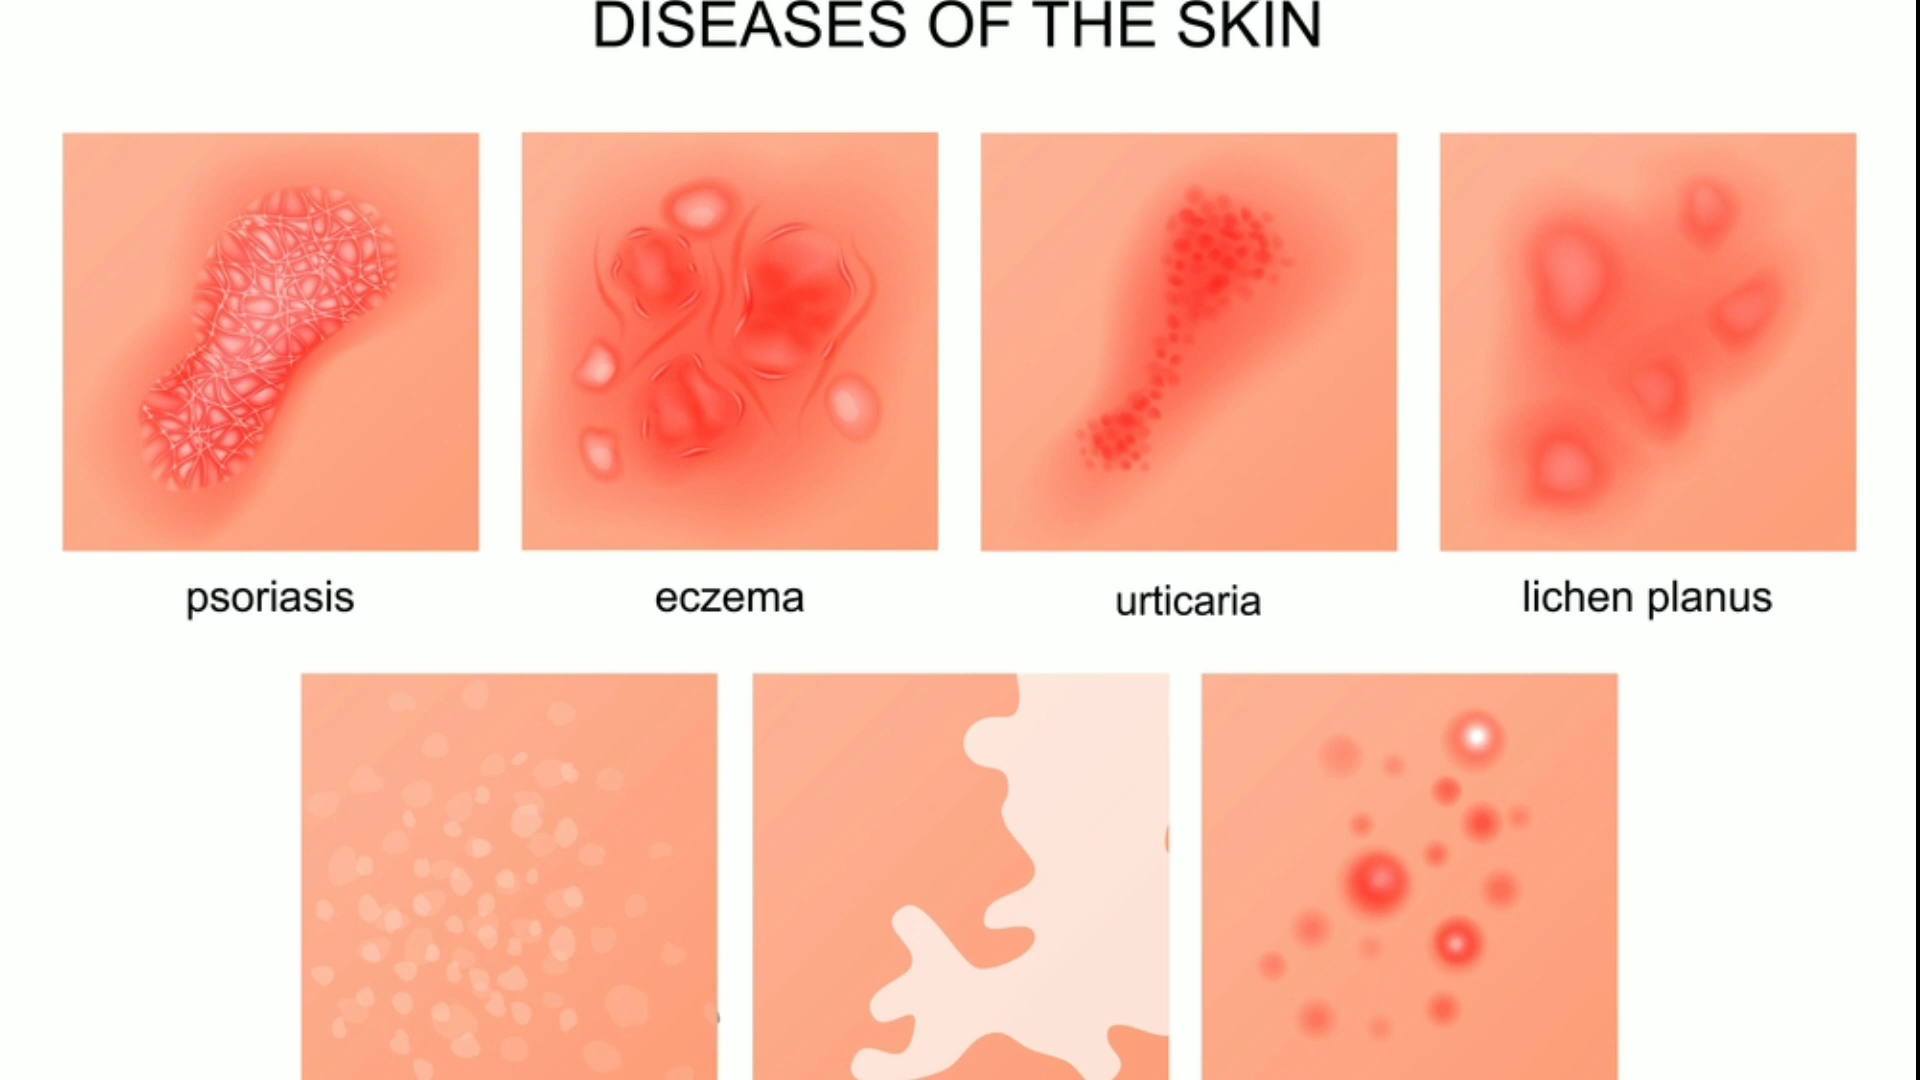 DISEASES OF THE SKIN
psoriasis
eczema
urticaria
lichen planus